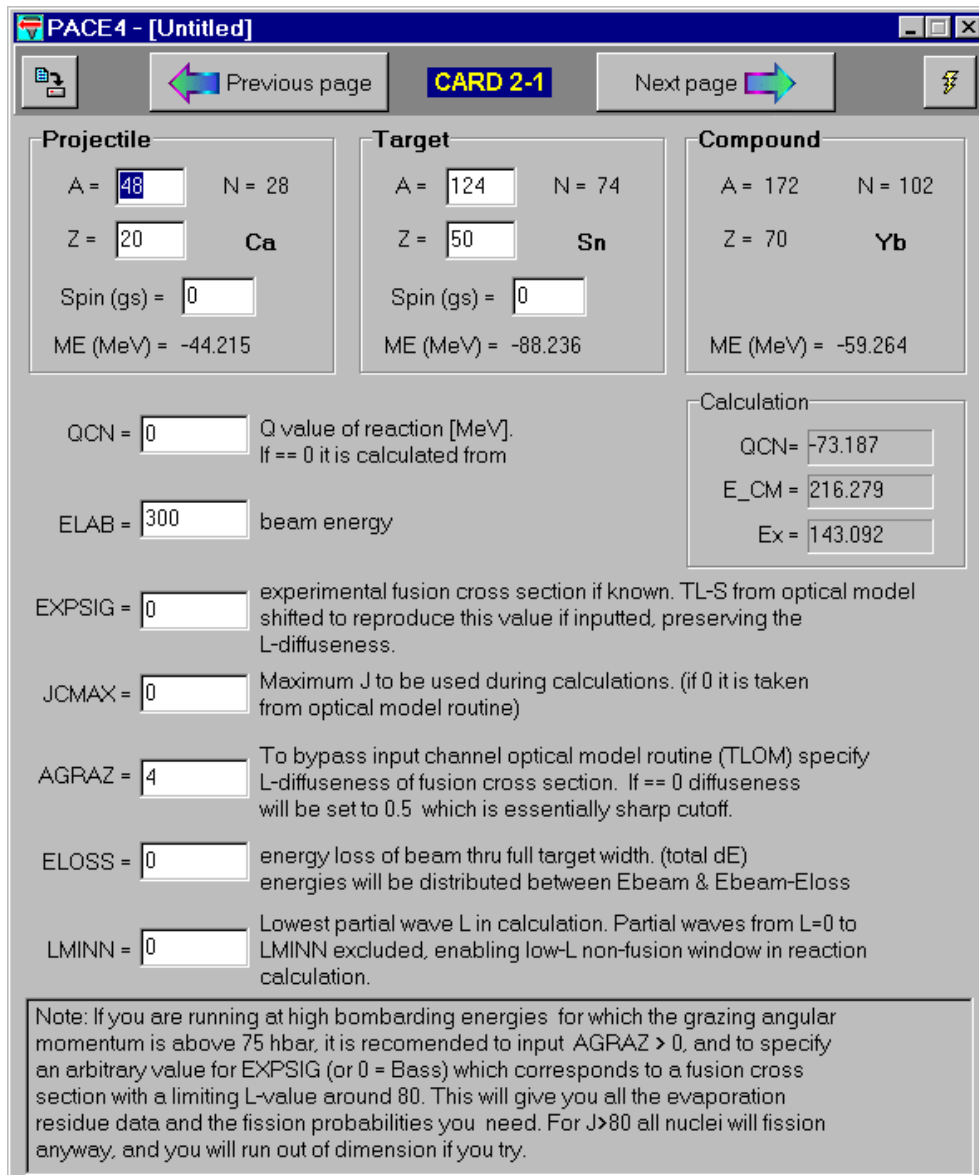 PACE4 - [Untitled]
Previous page
CARD 2-1
Next page
Projectile
A = 48 N = 28
Z = 20 Ca
Spin (gs) = 0
ME (MeV) = -44.215
Target
A = 124 N = 74
Z = 50 Sn
Spin (gs) = 0
ME (MeV) = -88.236
Compound
A = 172 N = 102
Z = 70 Yb
ME (MeV) = -59.264
QCN = 0 Q value of reaction [MeV].
If == 0 it is calculated from
ELAB = 300 beam energy
Calculation
QCN= -73.187
E_CM = 216.279
Ex = 143.092
EXPSIG = 0 experimental fusion cross section if known. TL-S from optical model
shifted to reproduce this value if inputted, preserving the
L-diffuseness.
JCMAX = 0 Maximum J to be used during calculations. (if 0 it is taken
from optical model routine)
AGRAZ = 4 To bypass input channel optical model routine (TLOM) specify
L-diffuseness of fusion cross section. If == 0 diffuseness
will be set to 0.5 which is essentially sharp cutoff.
ELOSS = 0 energy loss of beam thru full target width. (total dE)
energies will be distributed between Ebeam & Ebeam-Eloss
LMINN = 0 Lowest partial wave L in calculation. Partial waves from L=0 to
LMINN excluded, enabling low-L non-fusion window in reaction
calculation.
Note: If you are running at high bombarding energies for which the grazing angular
momentum is above 75 hbar, it is recomended to input AGRAZ > 0, and to specify
an arbitrary value for EXPSIG (or 0 = Bass) which corresponds to a fusion cross
section with a limiting L-value around 80. This will give you all the evaporation
residue data and the fission probabilities you need. For J>80 all nuclei will fission
anyway, and you will run out of dimension if you try.